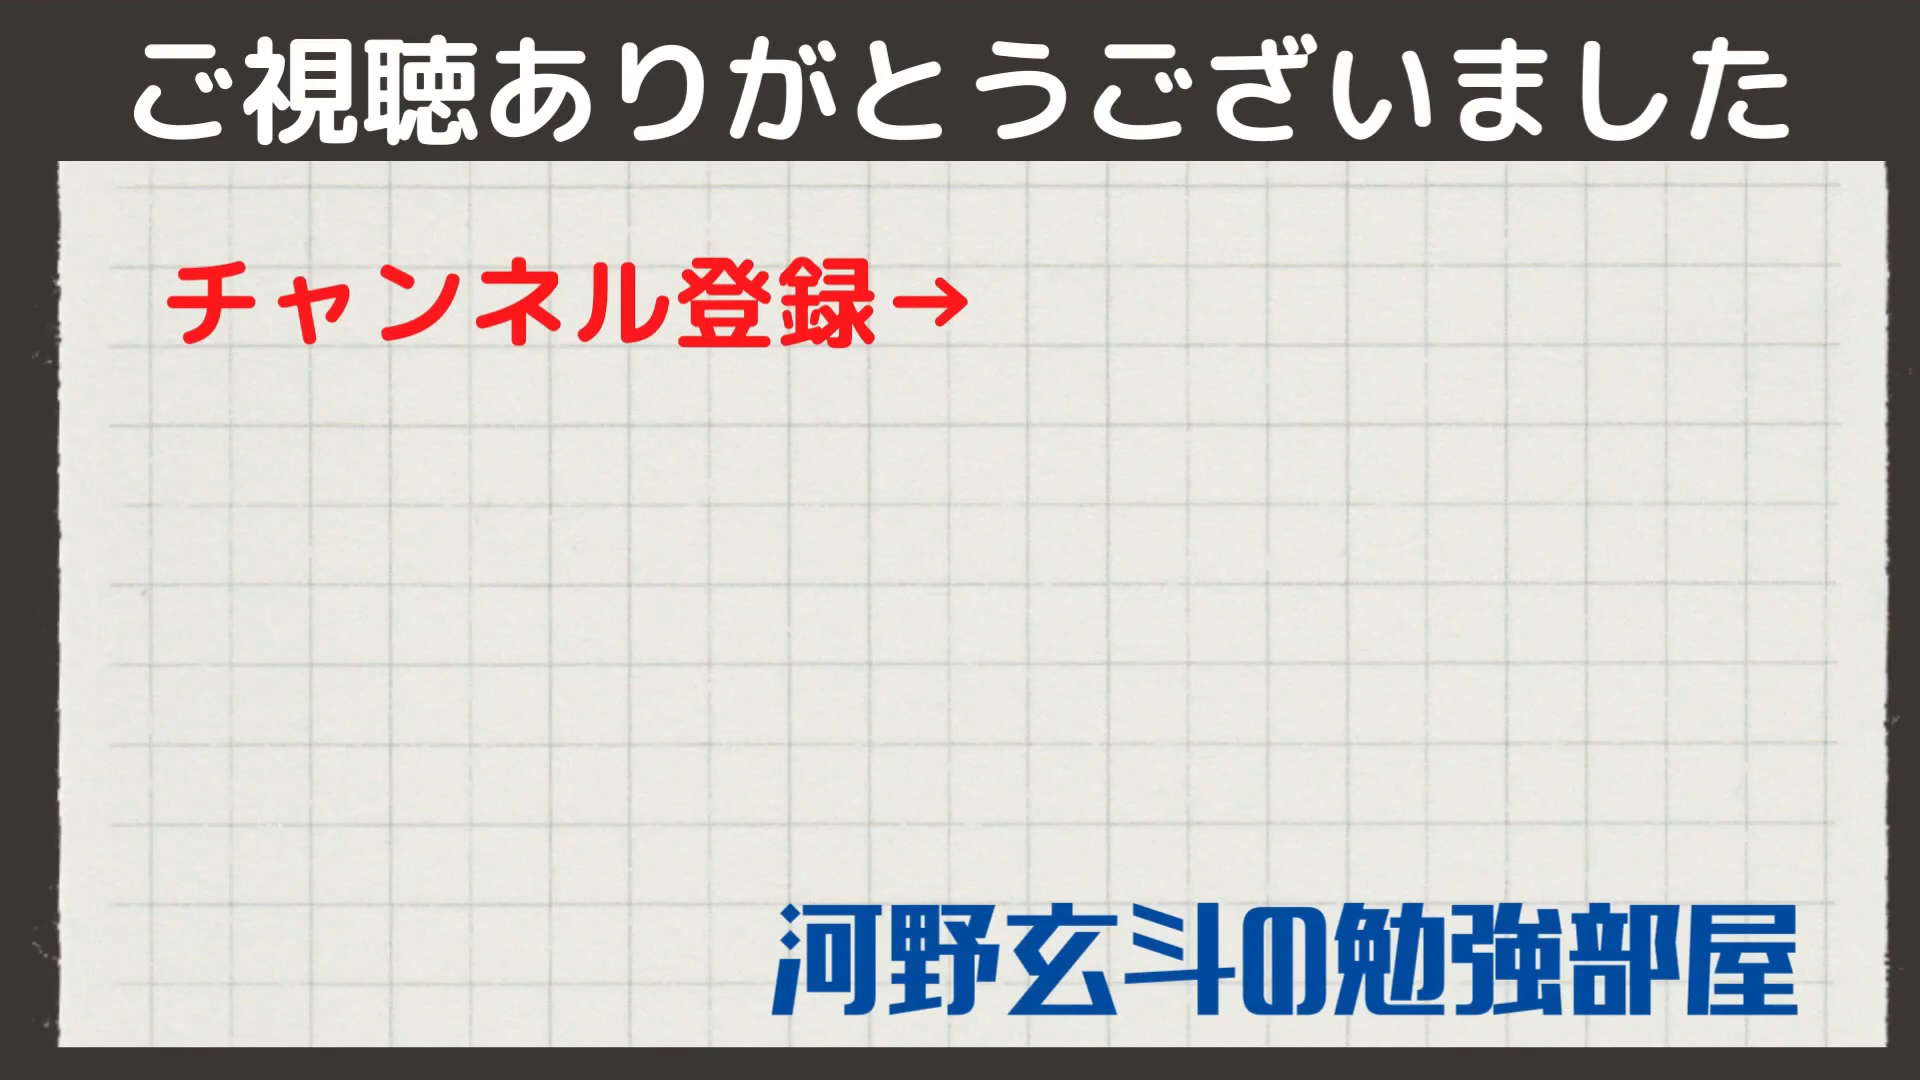 ご視聴ありがとうございました
チャンネル登録→
河野玄斗の勉強部屋